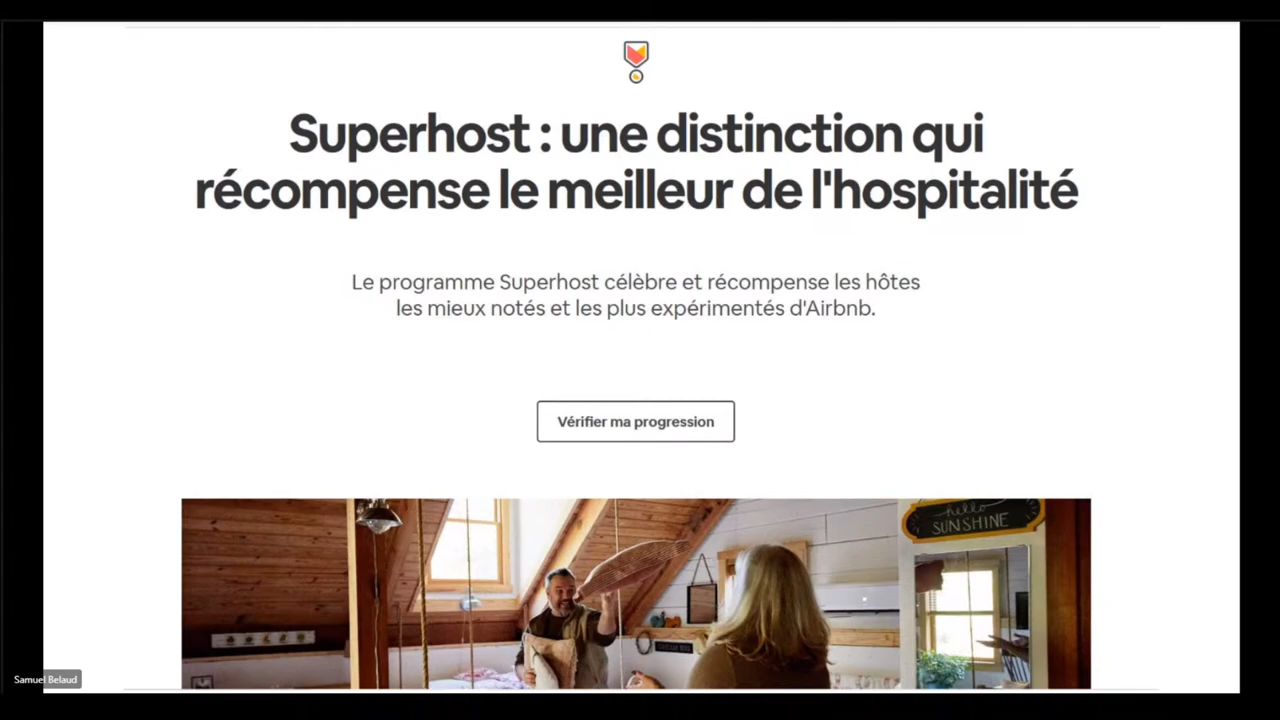 Superhost : une distinction qui
récompense le meilleur de l'hospitalité
Le programme Superhost célèbre et récompense les hôtes
les mieux notés et les plus expérimentés d'Airbnb.
Vérifier ma progression
hello
SUNSHINE
Samuel Belaud